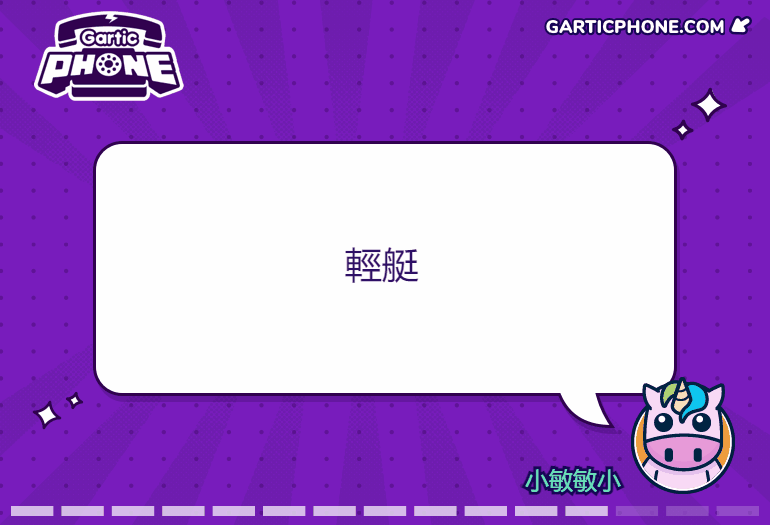 Gartic
PHONE
GARTICPHONE.COM
輕艇
小敏敏小